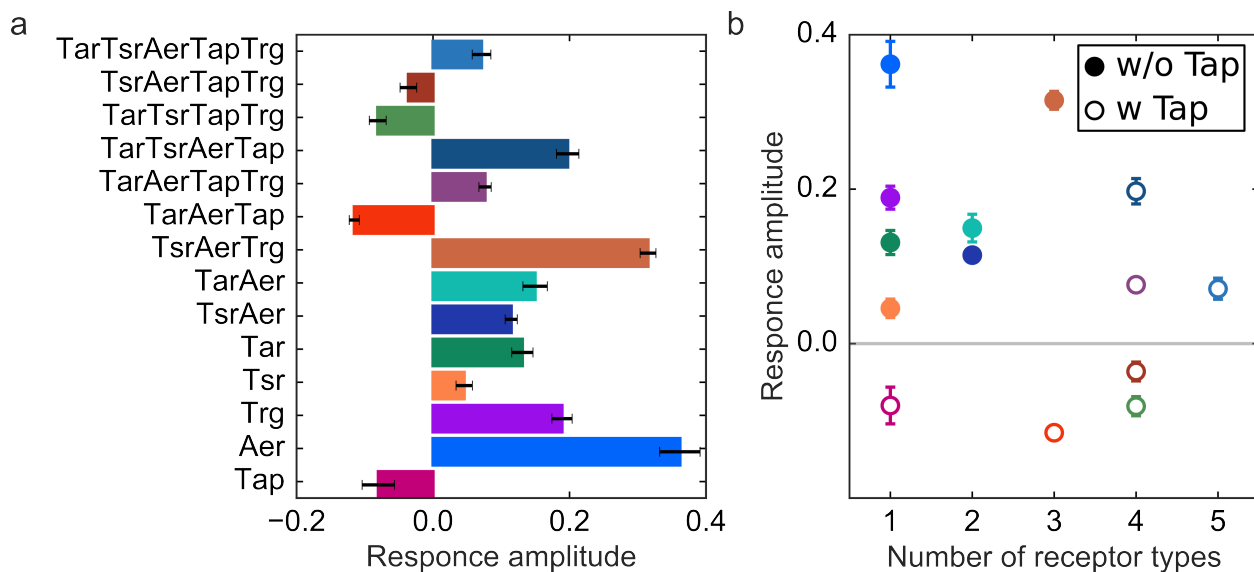 a
TarTsrAerTapTrg
TsrAerTapTrg
TarTsrTapTrg
TarTsrAerTap
TarAerTapTrg
TarAerTap
TsrAerTrg
TarAer
TsrAer
Tar
Tsr
Trg
Aer
Tap
−0.2 0.0 0.2 0.4
Responce amplitude
b
0.4
0.2
0.0
Responce amplitude
w/o Tap
w Tap
1 2 3 4 5
Number of receptor types